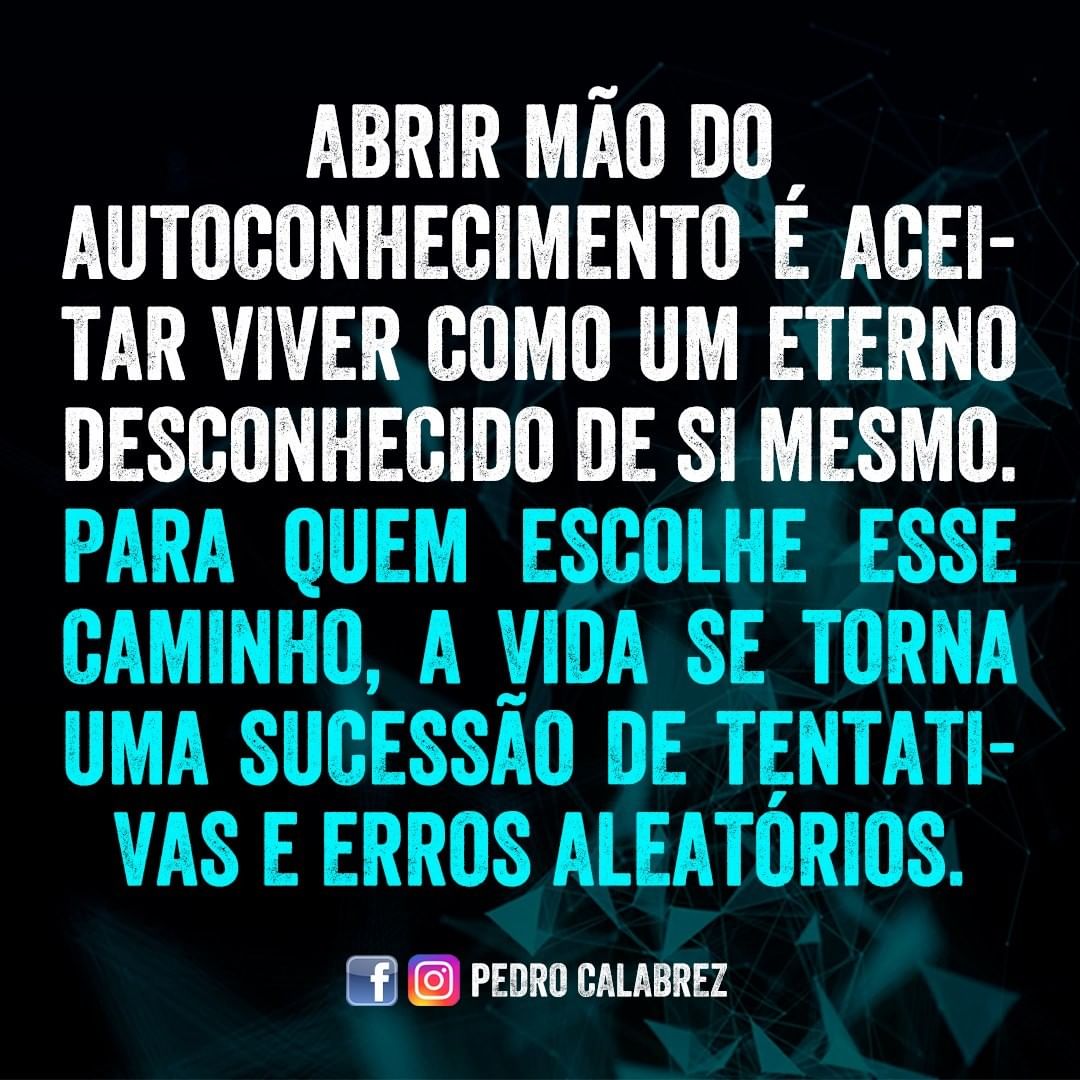 ABRIR MÃO DO
AUTOCONHECIMENTO É ACEI-
TAR VIVER COMO UM ETERNO
DESCONHECIDO DE SI MESMO.
PARA QUEM ESCOLHE ESSE
CAMINHO, A VIDA SE TORNA
UMA SUCESSÃO DE TENTATI-
VAS E ERROS ALEATÓRIOS.
f PEDRO CALABREZ